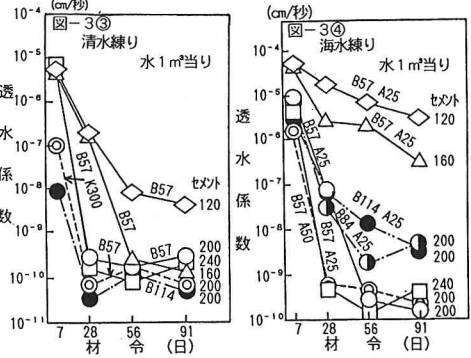 (㎝/秒)
図－3③
清水練り
水1㎥当り
透水係数
10⁻⁵
10⁻⁶
10⁻⁷
10⁻⁸
10⁻⁹
10⁻¹⁰
10⁻¹¹
B57 K300
B57
B57
B57
B57
B114
セメント
120
200
240
160
200
200
7 28 56 91
材 令 (日)
(㎝/秒)
図－3④
海水練り
水1㎥当り
透水係数
10⁻⁴
10⁻⁵
10⁻⁶
10⁻⁷
10⁻⁸
10⁻⁹
10⁻¹⁰
B57 A25
B57 A25
B57 A25
B57 A25
B114 A25
B84 A25
B57 A25
B57 A50
セメント
120
160
200
200
240
200
200
7 28 56 91
材 令 (日)